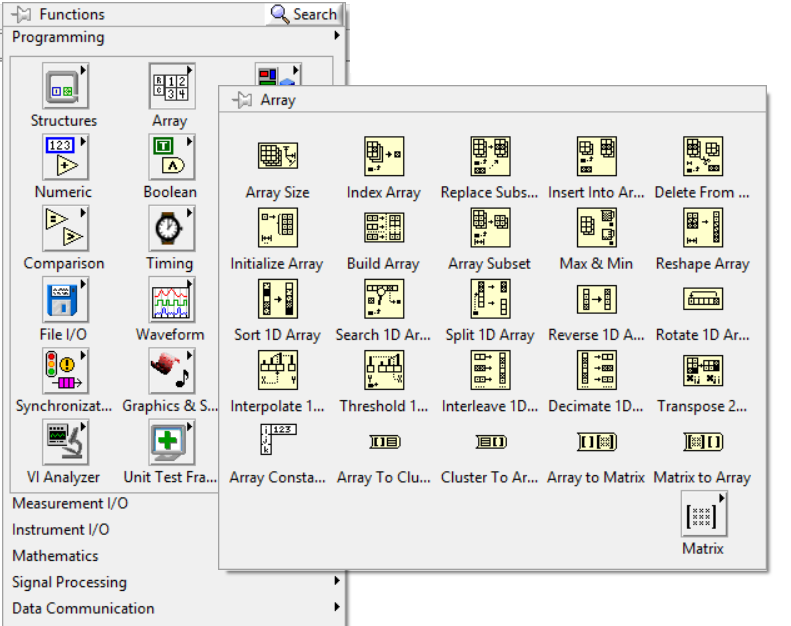 Functions
Search
Programming
Structures
Array
Numeric
Boolean
Comparison
Timing
File I/O
Waveform
Synchronizat...
Graphics & S...
VI Analyzer
Unit Test Fra...
Measurement I/O
Instrument I/O
Mathematics
Signal Processing
Data Communication
Array
Array Size
Index Array
Replace Subs...
Insert Into Ar...
Delete From ...
Initialize Array
Build Array
Array Subset
Max & Min
Reshape Array
Sort 1D Array
Search 1D Ar...
Split 1D Array
Reverse 1D A...
Rotate 1D Ar...
Interpolate 1...
Threshold 1...
Interleave 1D...
Decimate 1D...
Transpose 2...
Array Consta...
Array To Clu...
Cluster To Ar...
Array to Matrix
Matrix to Array
Matrix